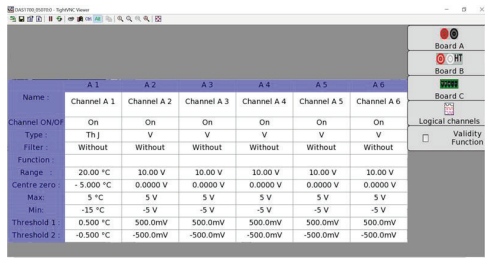 DAS1700_05070.0 - TightVNC Viewer
Board A
HT
Board B
Board C
Logical channels
Validity Function
A 1 A 2 A 3 A 4 A 5 A 6
Name : Channel A 1 Channel A 2 Channel A 3 Channel A 4 Channel A 5 Channel A 6
Channel ON/OF On On On On On On
Type : Th J V V V V V
Filter : Without Without Without Without Without Without
Function :
Range : 20.00 °C 10.00 V 10.00 V 10.00 V 10.00 V 10.00 V
Centre zero : - 5.000 °C 0.0000 V 0.0000 V 0.0000 V 0.0000 V 0.0000 V
Max: 5 °C 5 V 5 V 5 V 5 V 5 V
Min: -15 °C -5 V -5 V -5 V -5 V -5 V
Threshold 1 : 0.500 °C 500.0mV 500.0mV 500.0mV 500.0mV 500.0mV
Threshold 2 : -0.500 °C -500.0mV -500.0mV -500.0mV -500.0mV -500.0mV